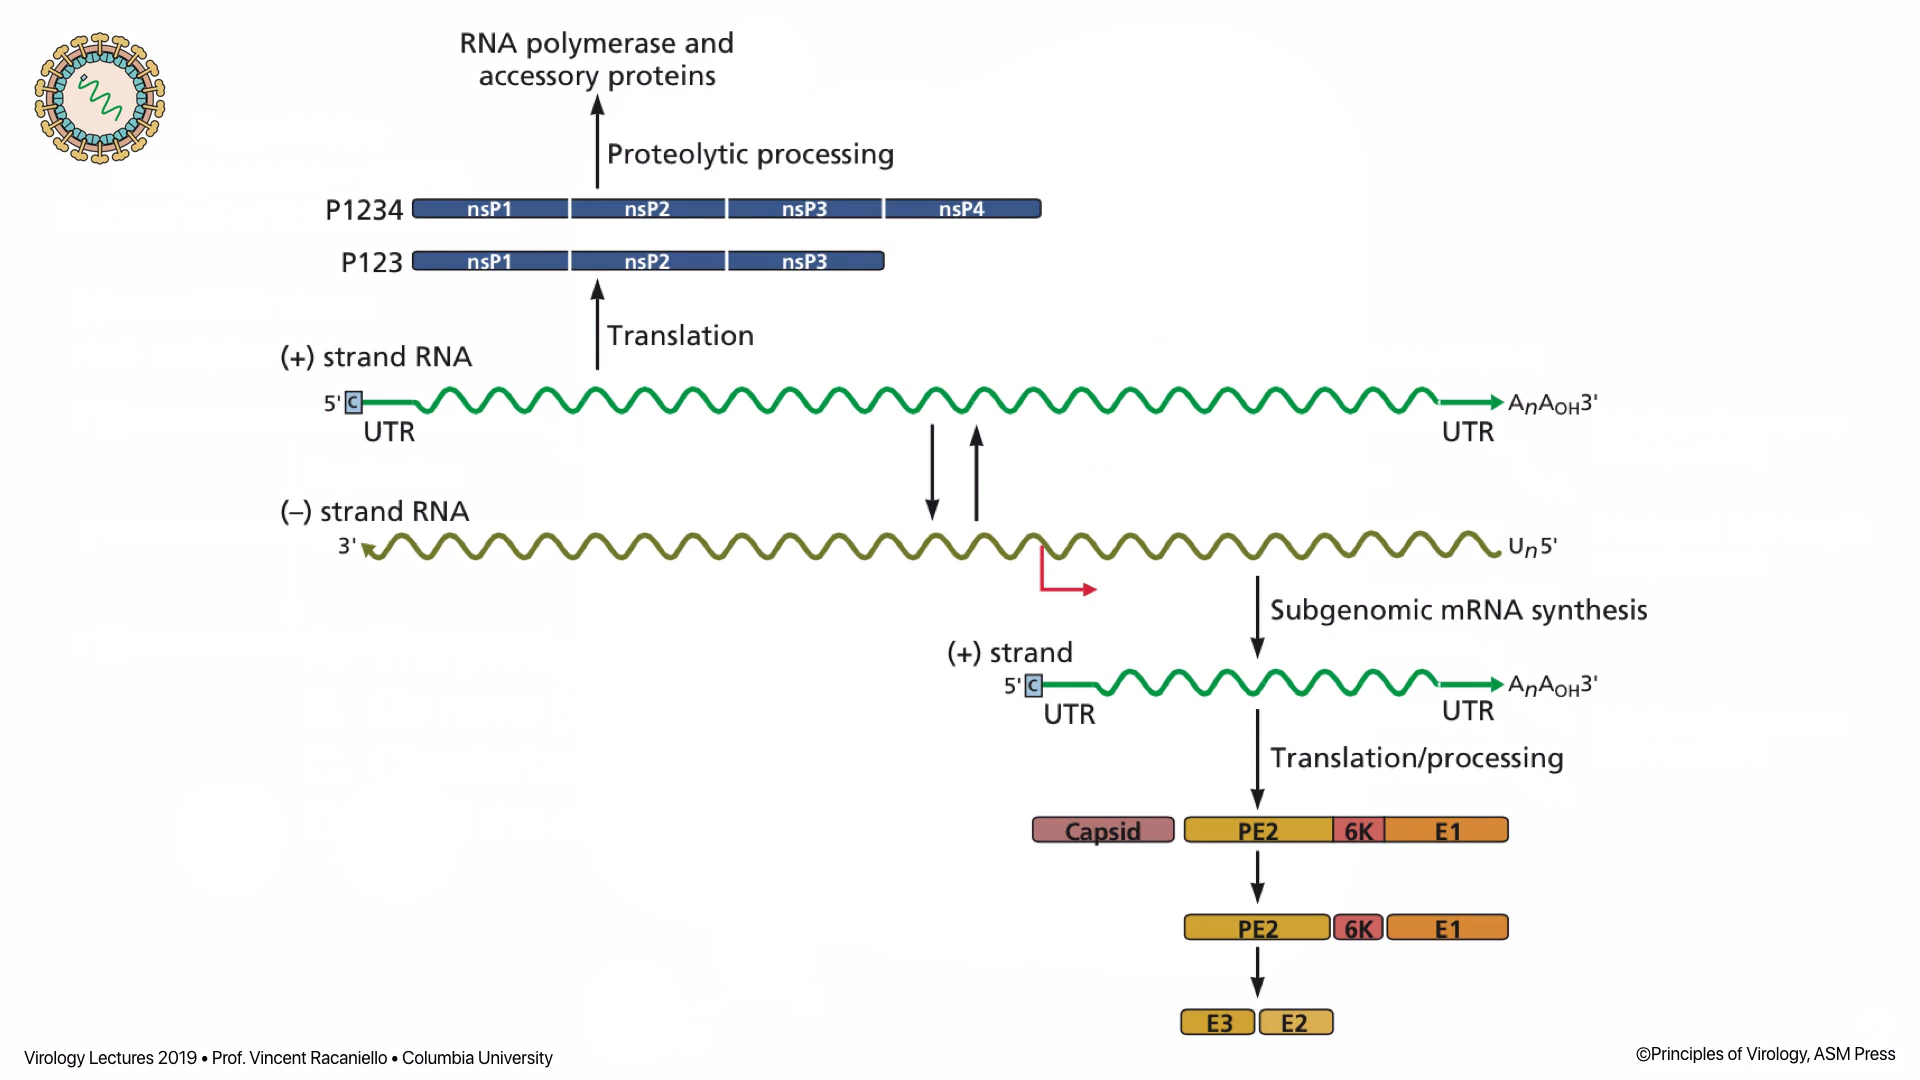 RNA polymerase and
accessory proteins
Proteolytic processing
P1234 nsP1 nsP2 nsP3 nsP4
P123 nsP1 nsP2 nsP3
Translation
(+) strand RNA
5' C AnAOH3'
UTR UTR
(–) strand RNA
3' Un5'
Subgenomic mRNA synthesis
(+) strand
5' C AnAOH3'
UTR UTR
Translation/processing
Capsid PE2 6K E1
PE2 6K E1
E3 E2
Virology Lectures 2019 • Prof. Vincent Racaniello • Columbia University
©Principles of Virology, ASM Press